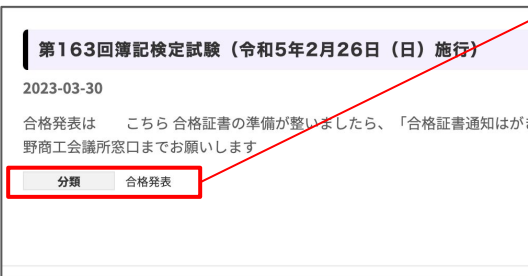 第163回簿記検定試験（令和5年2月26日（日）施行）
2023-03-30
合格発表は　　こちら 合格証書の準備が整いましたら、「合格証書通知はが
野商工会議所窓口までお願いします
分類　合格発表